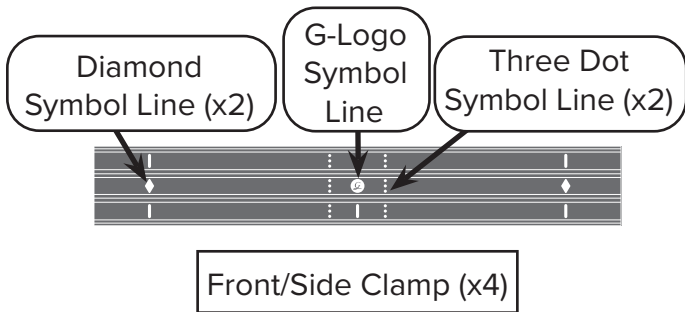 Diamond
Symbol Line (x2)
G-Logo
Symbol
Line
Three Dot
Symbol Line (x2)
Front/Side Clamp (x4)